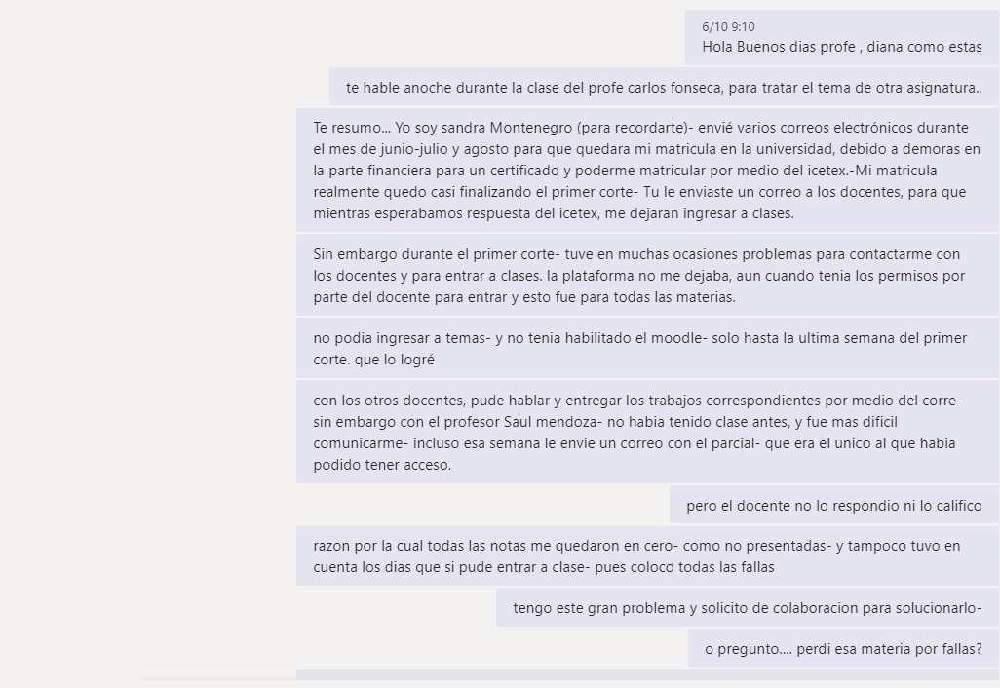 6/10 9:10
Hola Buenos dias profe , diana como estas
te hable anoche durante la clase del profe carlos fonseca, para tratar el tema de otra asignatura..
Te resumo... Yo soy sandra Montenegro (para recordarte)- envié varios correos electrónicos durante
el mes de junio-julio y agosto para que quedara mi matricula en la universidad, debido a demoras en
la parte financiera para un certificado y poderme matricular por medio del icetex.-Mi matricula
realmente quedo casi finalizando el primer corte- Tu le enviaste un correo a los docentes, para que
mientras esperabamos respuesta del icetex, me dejaran ingresar a clases.
Sin embargo durante el primer corte- tuve en muchas ocasiones problemas para contactarme con
los docentes y para entrar a clases. la plataforma no me dejaba, aun cuando tenia los permisos por
parte del docente para entrar y esto fue para todas las materias.
no podia ingresar a temas- y no tenia habilitado el moodle- solo hasta la ultima semana del primer
corte. que lo logré
con los otros docentes, pude hablar y entregar los trabajos correspondientes por medio del corre-
sin embargo con el profesor Saul mendoza- no habia tenido clase antes, y fue mas dificil
comunicarme- incluso esa semana le envie un correo con el parcial- que era el unico al que habia
podido tener acceso.
pero el docente no lo respondio ni lo califico
razon por la cual todas las notas me quedaron en cero- como no presentadas- y tampoco tuvo en
cuenta los dias que si pude entrar a clase- pues coloco todas las fallas
tengo este gran problema y solicito de colaboracion para solucionarlo-
o pregunto.... perdi esa materia por fallas?